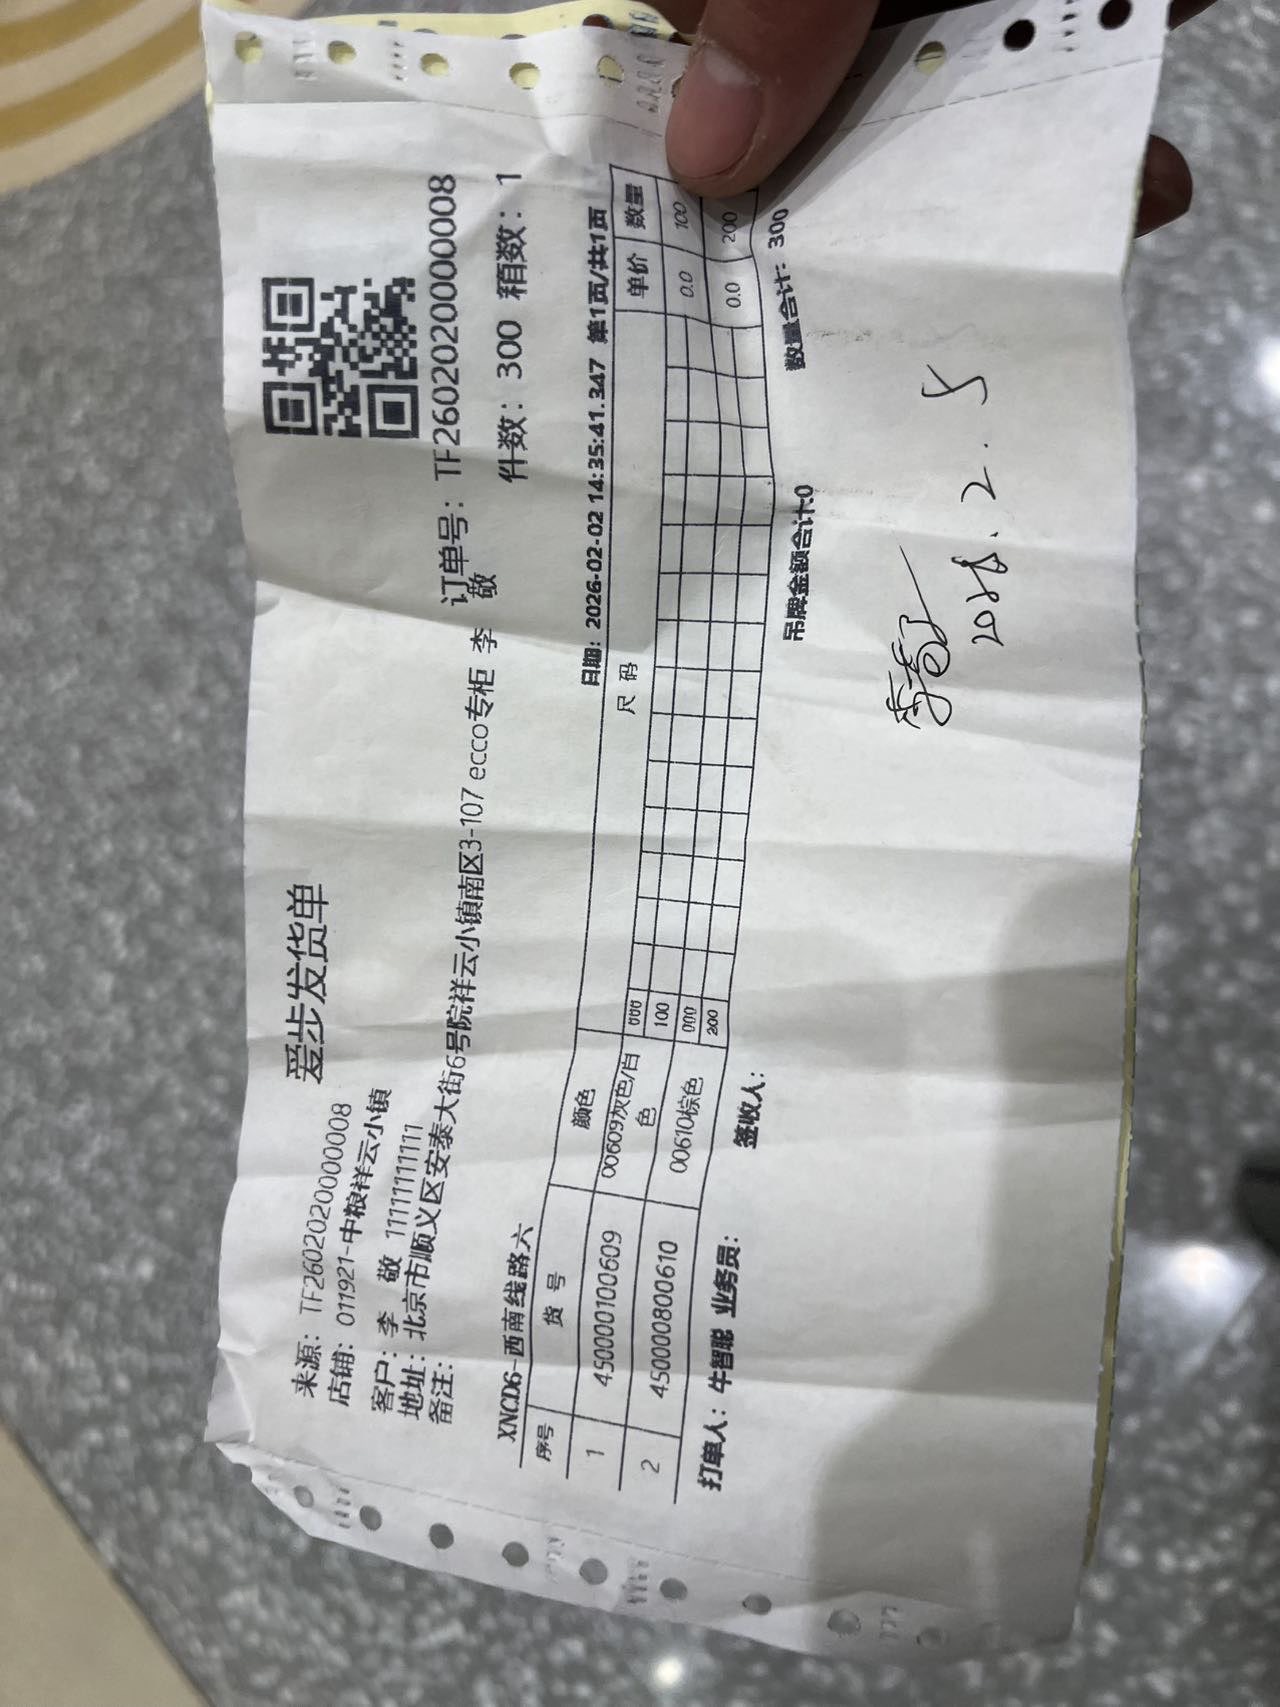 爱步发货单
来源：TF260202000008
店铺：011921-中粮祥云小镇
客户：李 敬 11111111111
地址：北京市顺义区安泰大街6号院祥云小镇南区3-107 ecco专柜 李 敬
备注：
订单号：TF260202000008
件数：300 箱数：1
XNCD6-西南线路六 日期：2026-02-02 14:35:41.347 第1页/共1页
序号 货 号 颜色 尺 码 单价 数量
1 450000100609 00609灰色/白色 000 100 0.0 100
2 450000800610 00610棕色 000 200 0.0 200
打单人：牛智聪 业务员： 签收人： 吊牌金额合计:0 数量合计：300
2026.2.5